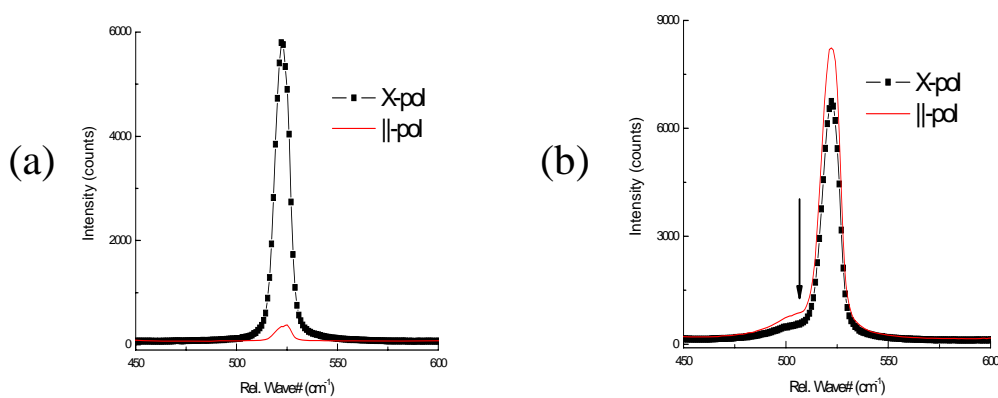 (a)
Intensity (counts)
6000
4000
2000
0
450
500
550
600
Rel. Wave# (cm-1)
X-pol
||-pol
(b)
Intensity (counts)
9000
6000
3000
0
450
500
550
600
Rel. Wave# (cm-1)
X-pol
||-pol